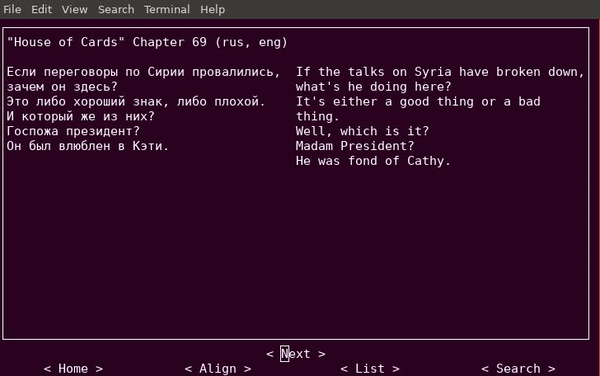 File Edit View Search Terminal Help
"House of Cards" Chapter 69 (rus, eng)
Если переговоры по Сирии провалились,
зачем он здесь?
Это либо хороший знак, либо плохой.
И который же из них?
Госпожа президент?
Он был влюблен в Кэти.
If the talks on Syria have broken down,
what's he doing here?
It's either a good thing or a bad
thing.
Well, which is it?
Madam President?
He was fond of Cathy.
< Next >
< Home > < Align > < List > < Search >